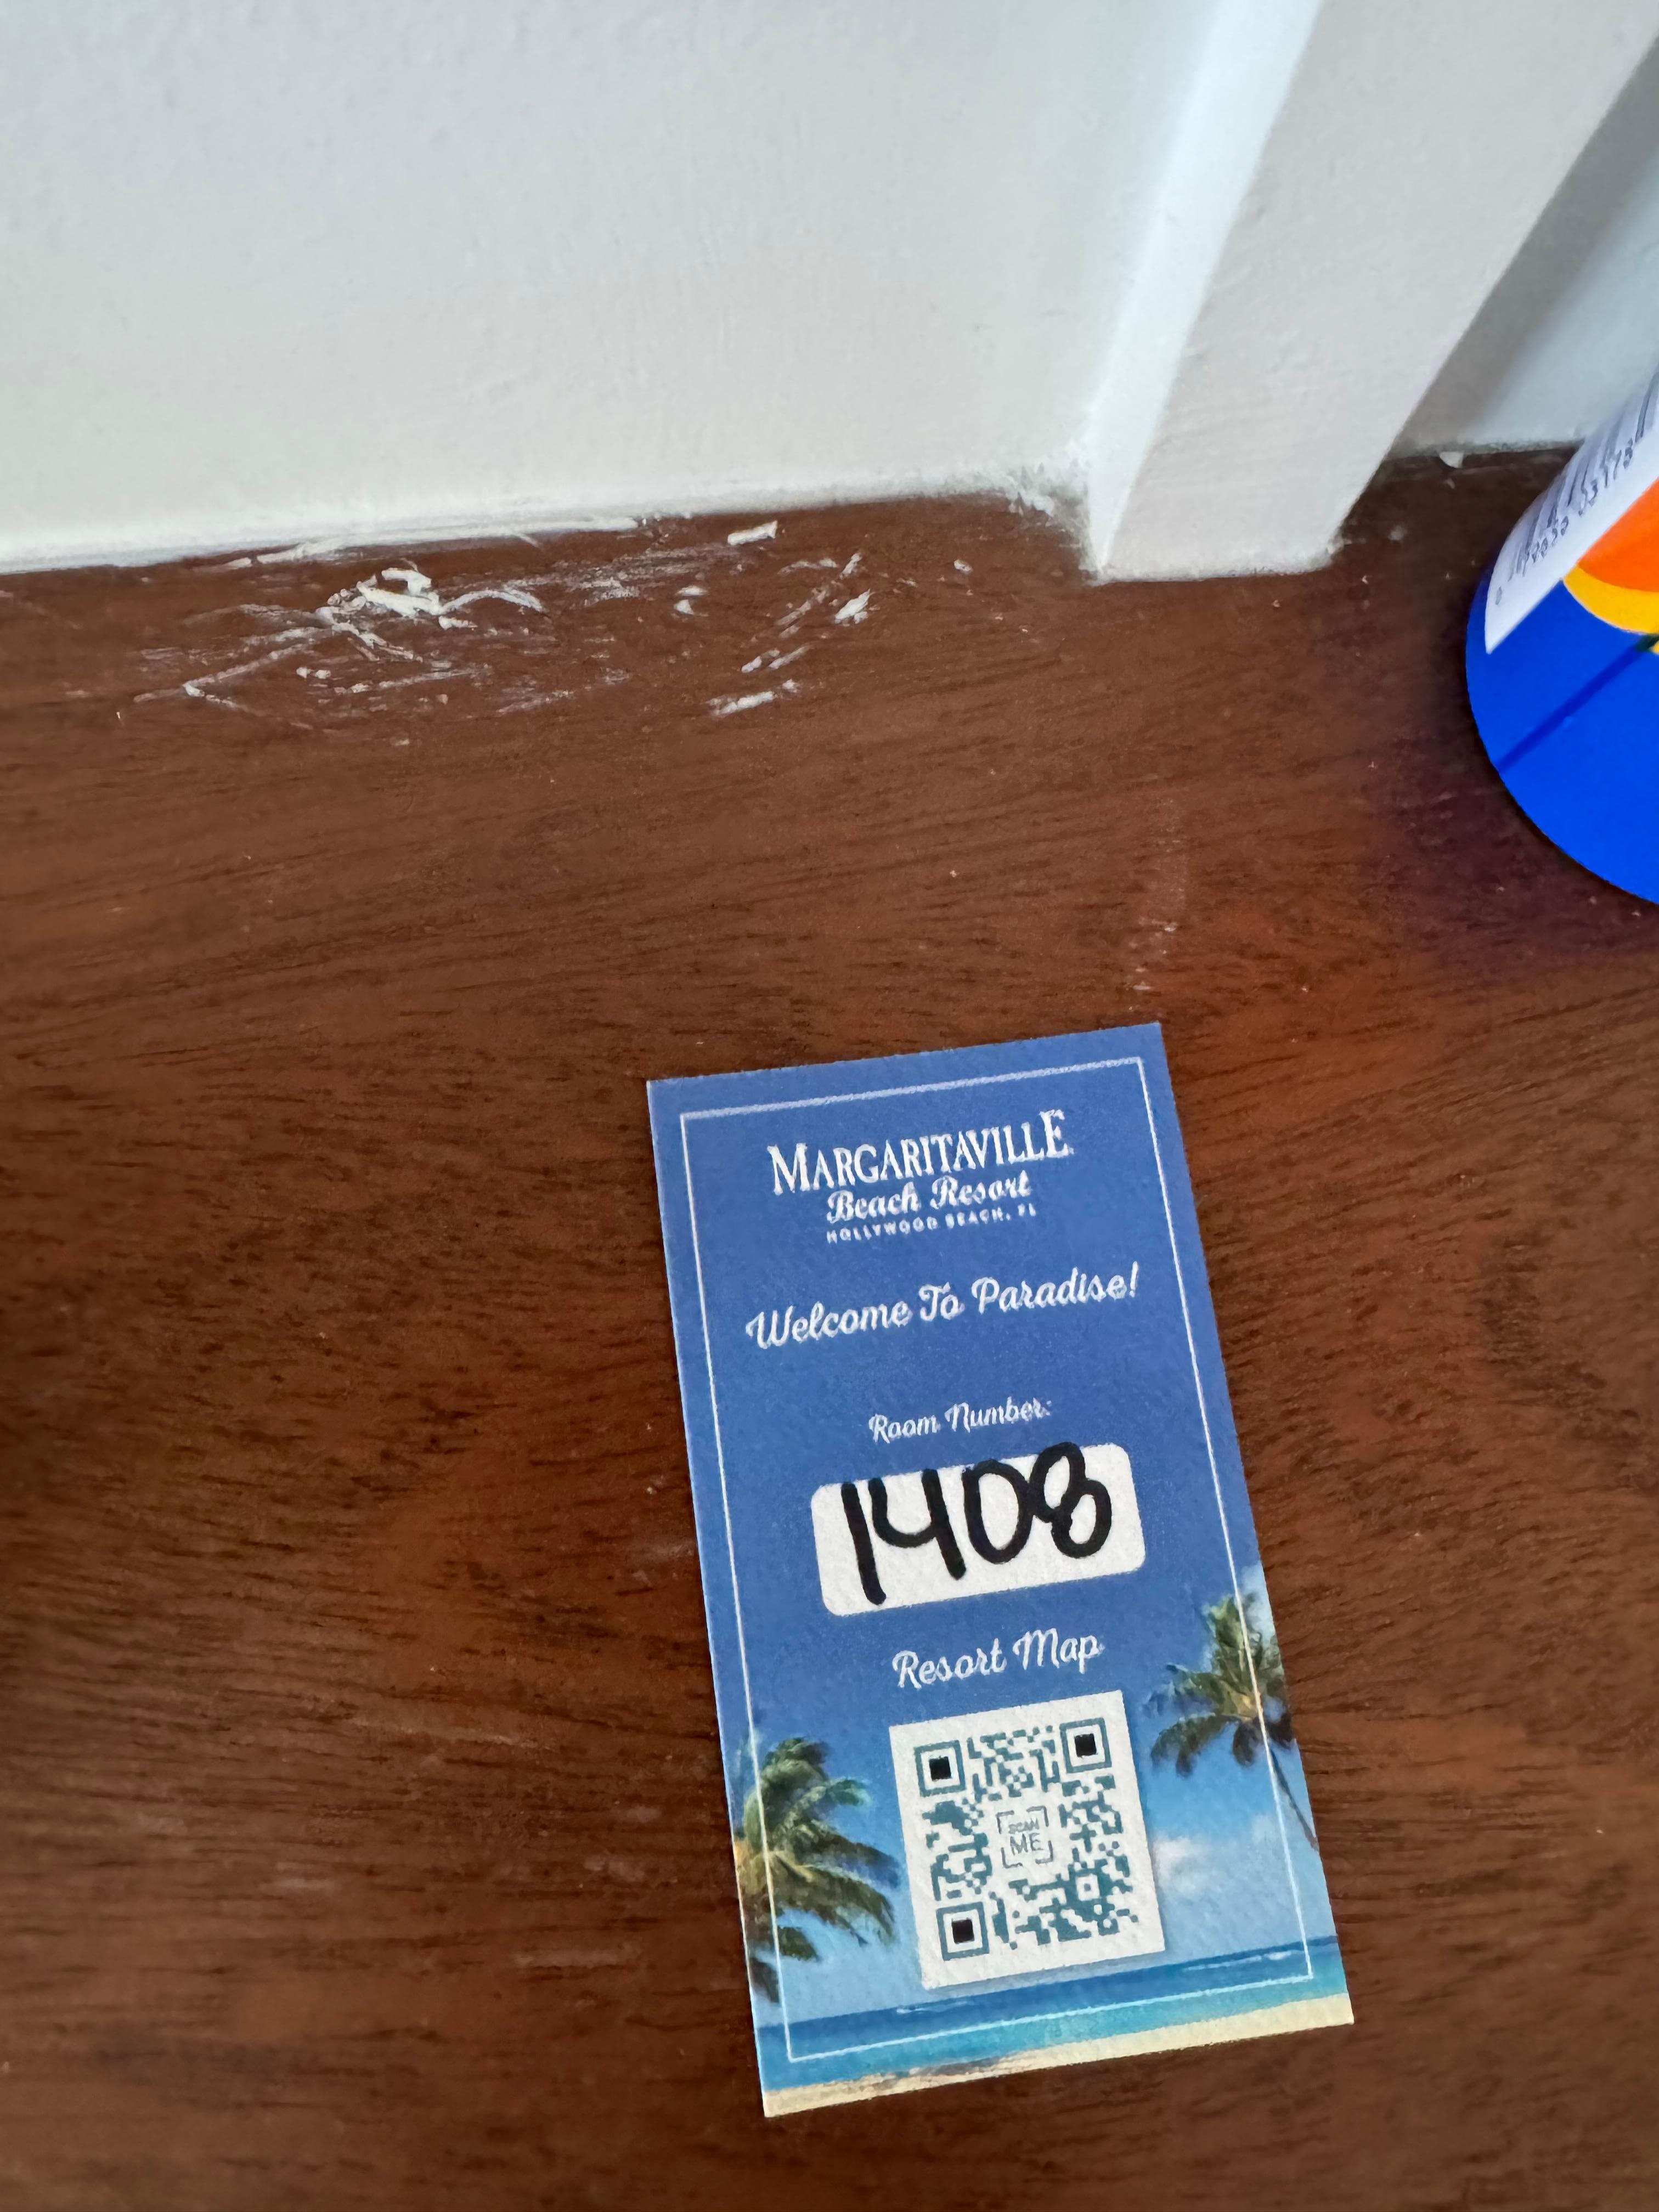 MARGARITAVILLE
Beach Resort
HOLLYWOOD BEACH, FL
Welcome To Paradise!
Room Number:
1408
Resort Map
SCAN
ME